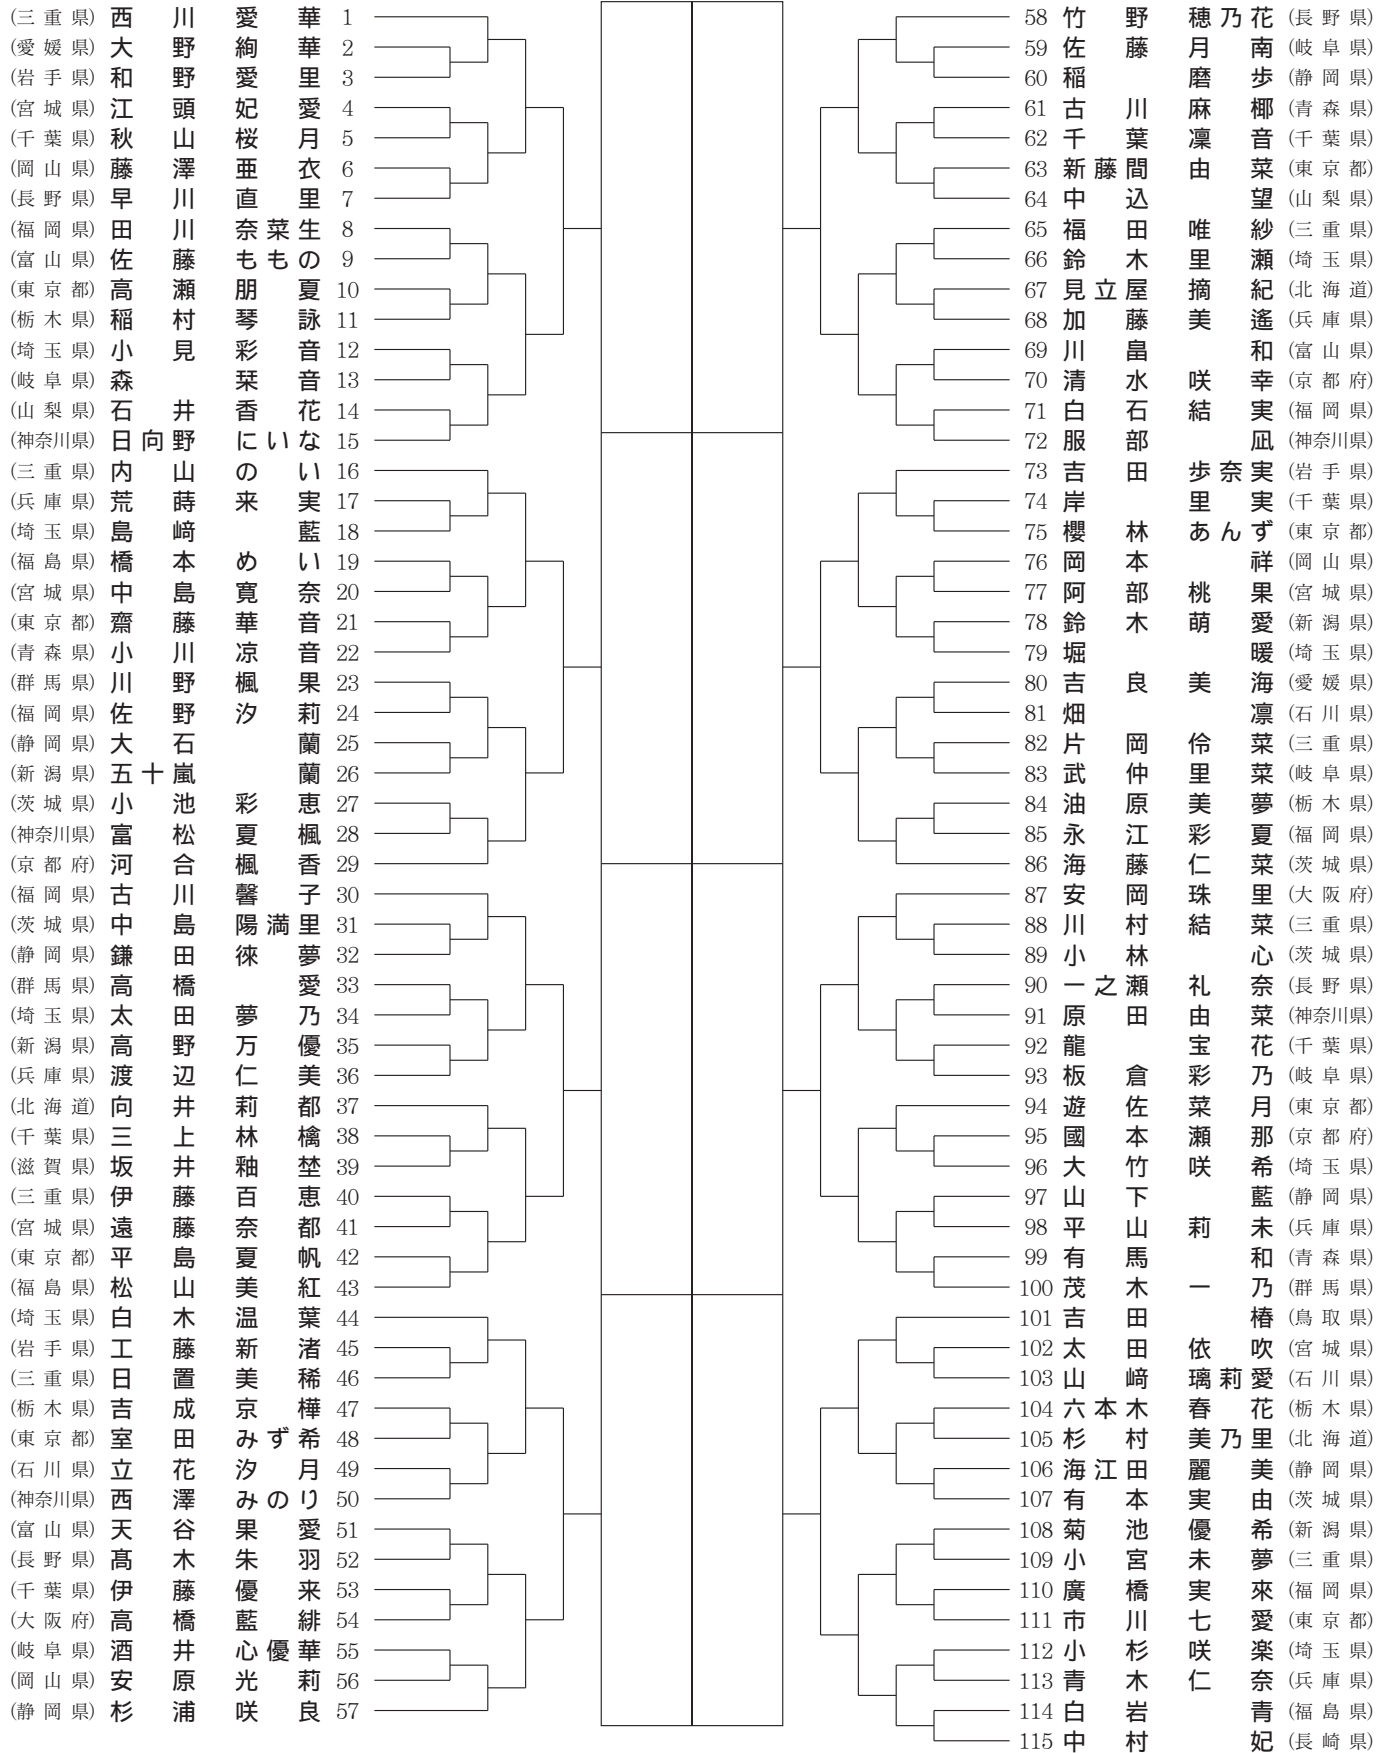 (三重県) 西川愛華 1
(愛媛県) 大野絢華 2
(岩手県) 和野愛里 3
(宮城県) 江頭妃愛 4
(千葉県) 秋山桜月 5
(岡山県) 藤澤亜衣 6
(長野県) 早川直里 7
(福岡県) 田川奈菜生 8
(富山県) 佐藤ももの 9
(東京都) 高瀬朋夏 10
(栃木県) 稲村琴詠 11
(埼玉県) 小見彩音 12
(岐阜県) 森栞音 13
(山梨県) 石井香花 14
(神奈川県) 日向野にいな 15
(三重県) 内山のい 16
(兵庫県) 荒蒔来実 17
(埼玉県) 島﨑藍 18
(福島県) 橋本めい 19
(宮城県) 中島寛奈 20
(東京都) 齋藤華音 21
(青森県) 小川凉音 22
(群馬県) 川野楓果 23
(福岡県) 佐野汐莉 24
(静岡県) 大石蘭 25
(新潟県) 五十嵐蘭 26
(茨城県) 小池彩恵 27
(神奈川県) 富松夏楓 28
(京都府) 河合楓香 29
(福岡県) 古川馨子 30
(茨城県) 中島陽満里 31
(静岡県) 鎌田徠夢 32
(群馬県) 高橋愛 33
(埼玉県) 太田夢乃 34
(新潟県) 高野万優 35
(兵庫県) 渡辺仁美 36
(北海道) 向井莉都 37
(千葉県) 三上林檎 38
(滋賀県) 坂井釉埜 39
(三重県) 伊藤百恵 40
(宮城県) 遠藤奈都 41
(東京都) 平島夏帆 42
(福島県) 松山美紅 43
(埼玉県) 白木温葉 44
(岩手県) 工藤新渚 45
(三重県) 日置美稀 46
(栃木県) 吉成京樺 47
(東京都) 室田みず希 48
(石川県) 立花汐月 49
(神奈川県) 西澤みのり 50
(富山県) 天谷果愛 51
(長野県) 髙木朱羽 52
(千葉県) 伊藤優来 53
(大阪府) 高橋藍緋 54
(岐阜県) 酒井心優華 55
(岡山県) 安原光莉 56
(静岡県) 杉浦咲良 57
58 竹野穂乃花 (長野県)
59 佐藤月南 (岐阜県)
60 稲磨歩 (静岡県)
61 古川麻椰 (青森県)
62 千葉凜音 (千葉県)
63 新藤間由菜 (東京都)
64 中込望 (山梨県)
65 福田唯紗 (三重県)
66 鈴木里瀬 (埼玉県)
67 見立屋摘紀 (北海道)
68 加藤美遙 (兵庫県)
69 川畠和 (富山県)
70 清水咲幸 (京都府)
71 白石結実 (福岡県)
72 服部凪 (神奈川県)
73 吉田歩奈実 (岩手県)
74 岸里実 (千葉県)
75 櫻林あんず (東京都)
76 岡本祥 (岡山県)
77 阿部桃果 (宮城県)
78 鈴木萌愛 (新潟県)
79 堀暖 (埼玉県)
80 吉良美海 (愛媛県)
81 畑凛 (石川県)
82 片岡伶菜 (三重県)
83 武仲里菜 (岐阜県)
84 油原美夢 (栃木県)
85 永江彩夏 (福岡県)
86 海藤仁菜 (茨城県)
87 安岡珠里 (大阪府)
88 川村結菜 (三重県)
89 小林心 (茨城県)
90 一之瀬礼奈 (長野県)
91 原田由菜 (神奈川県)
92 龍宝花 (千葉県)
93 板倉彩乃 (岐阜県)
94 遊佐菜月 (東京都)
95 國本瀬那 (京都府)
96 大竹咲希 (埼玉県)
97 山下藍 (静岡県)
98 平山莉未 (兵庫県)
99 有馬和 (青森県)
100 茂木一乃 (群馬県)
101 吉田椿 (鳥取県)
102 太田依吹 (宮城県)
103 山﨑璃莉愛 (石川県)
104 六本木春花 (栃木県)
105 杉村美乃里 (北海道)
106 海江田麗美 (静岡県)
107 有本実由 (茨城県)
108 菊池優希 (新潟県)
109 小宮未夢 (三重県)
110 廣橋実來 (福岡県)
111 市川七愛 (東京都)
112 小杉咲楽 (埼玉県)
113 青木仁奈 (兵庫県)
114 白岩青 (福島県)
115 中村妃 (長崎県)